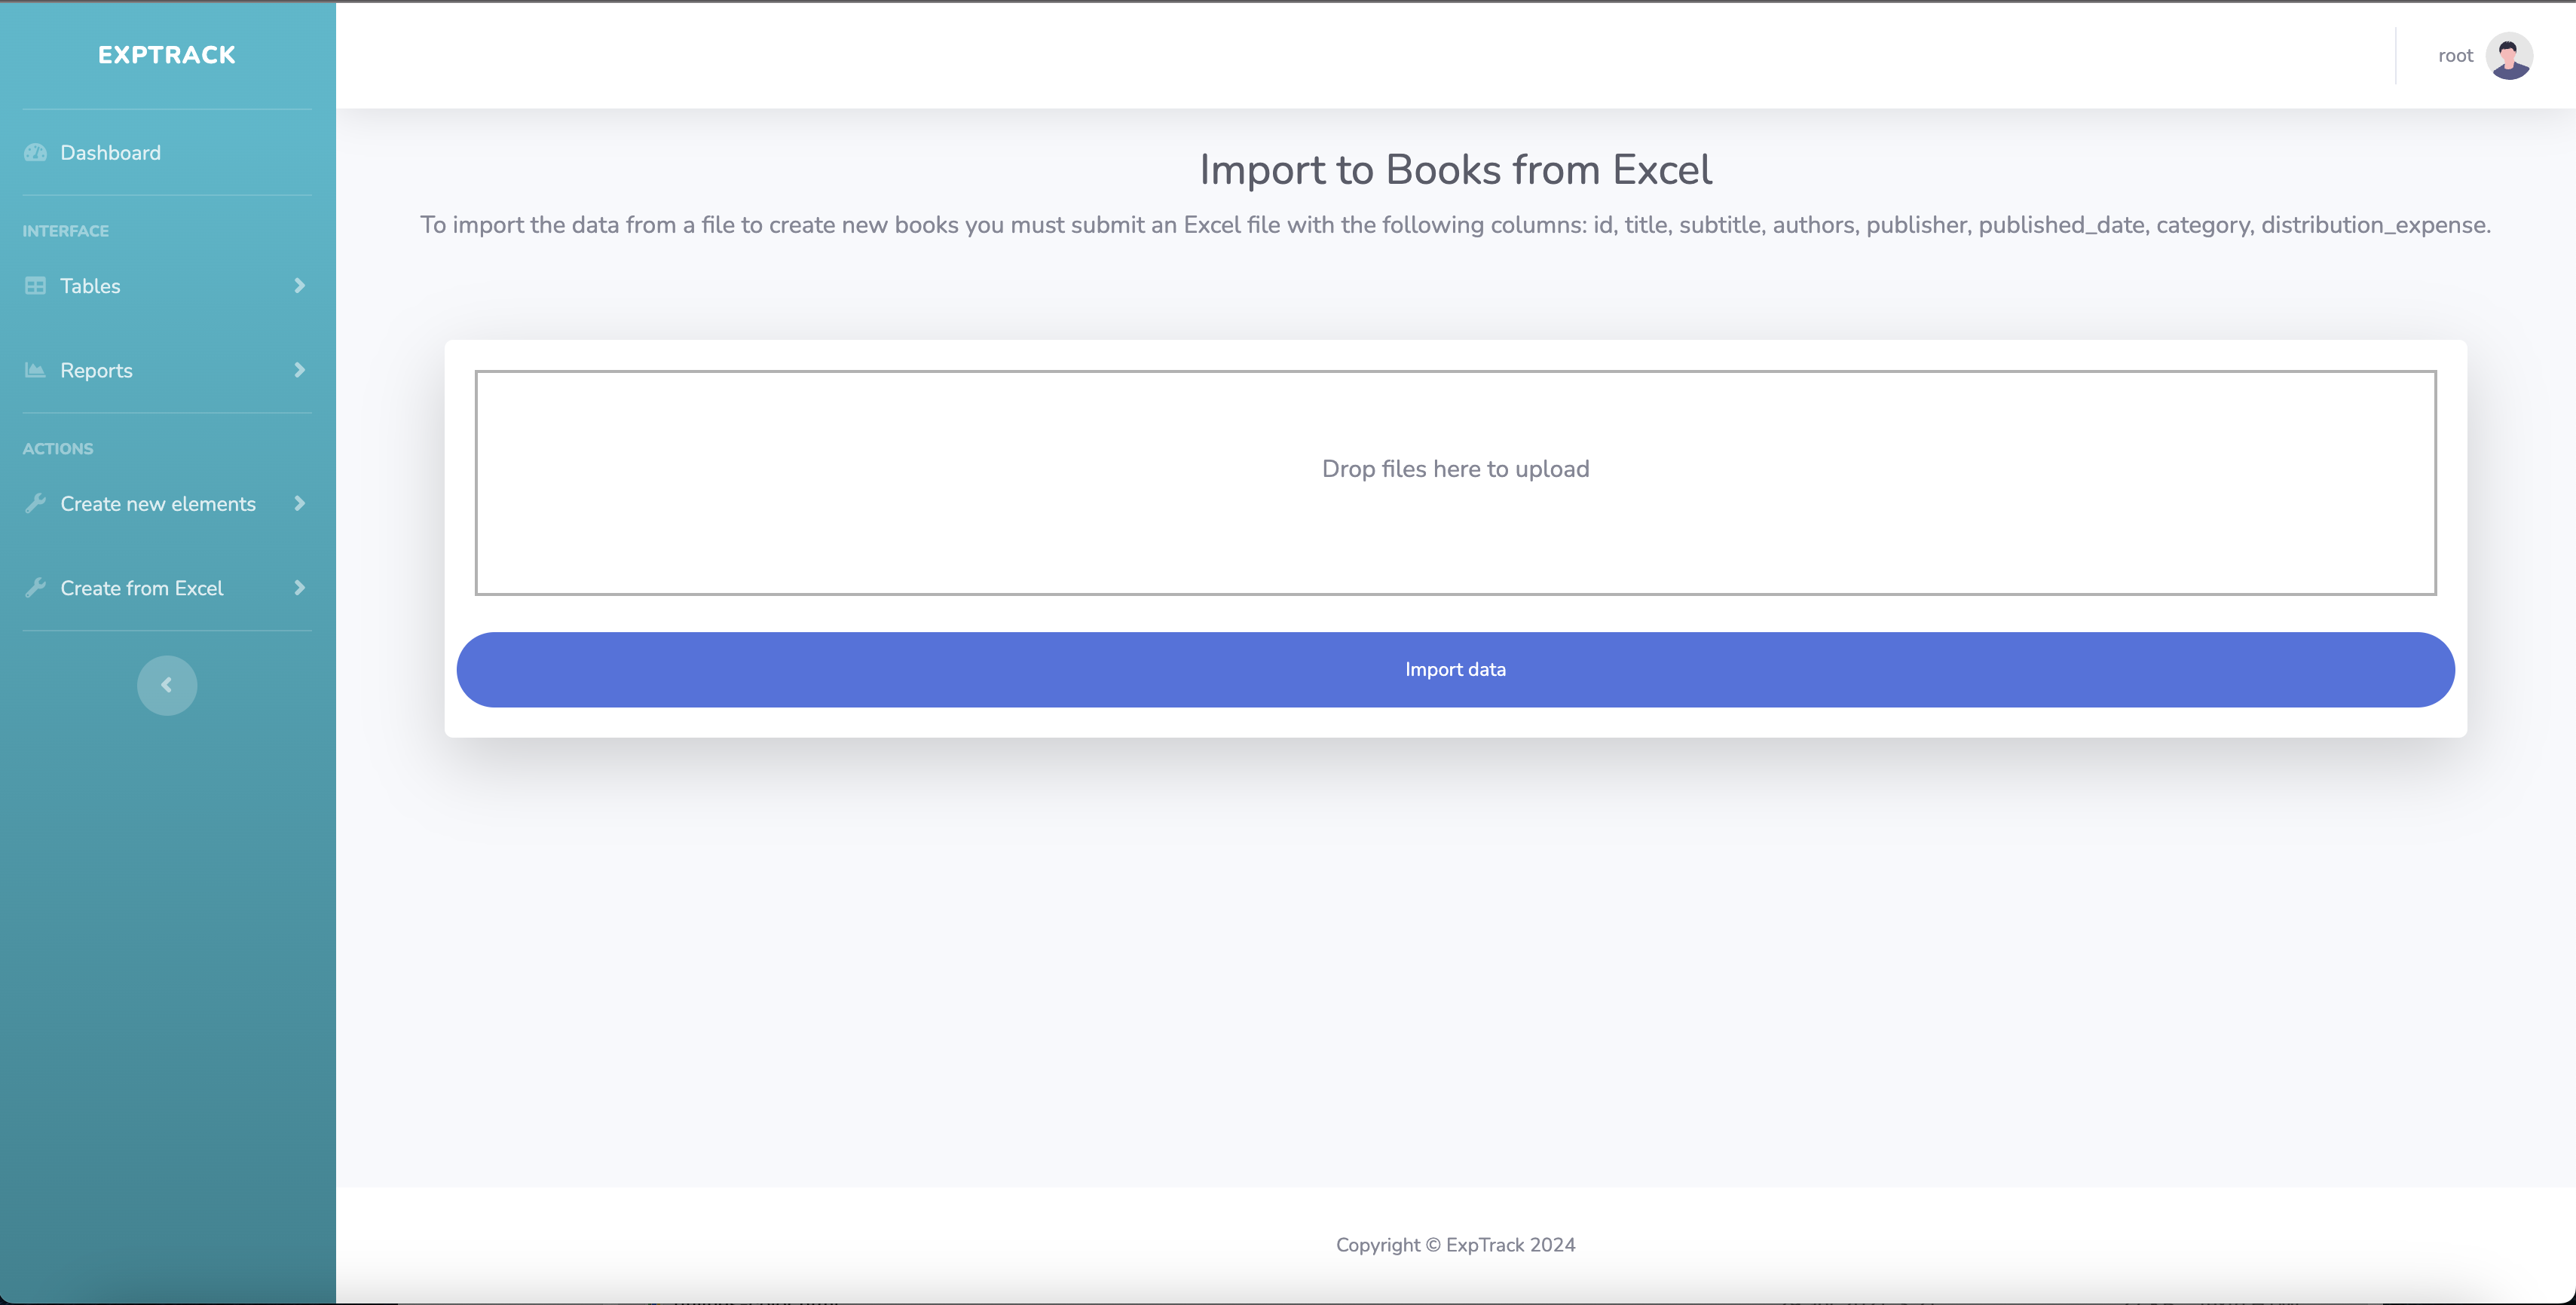 EXPTRACK
root
Dashboard
INTERFACE
Tables
Reports
ACTIONS
Create new elements
Create from Excel
Import to Books from Excel
To import the data from a file to create new books you must submit an Excel file with the following columns: id, title, subtitle, authors, publisher, published_date, category, distribution_expense.
Drop files here to upload
Import data
Copyright © ExpTrack 2024